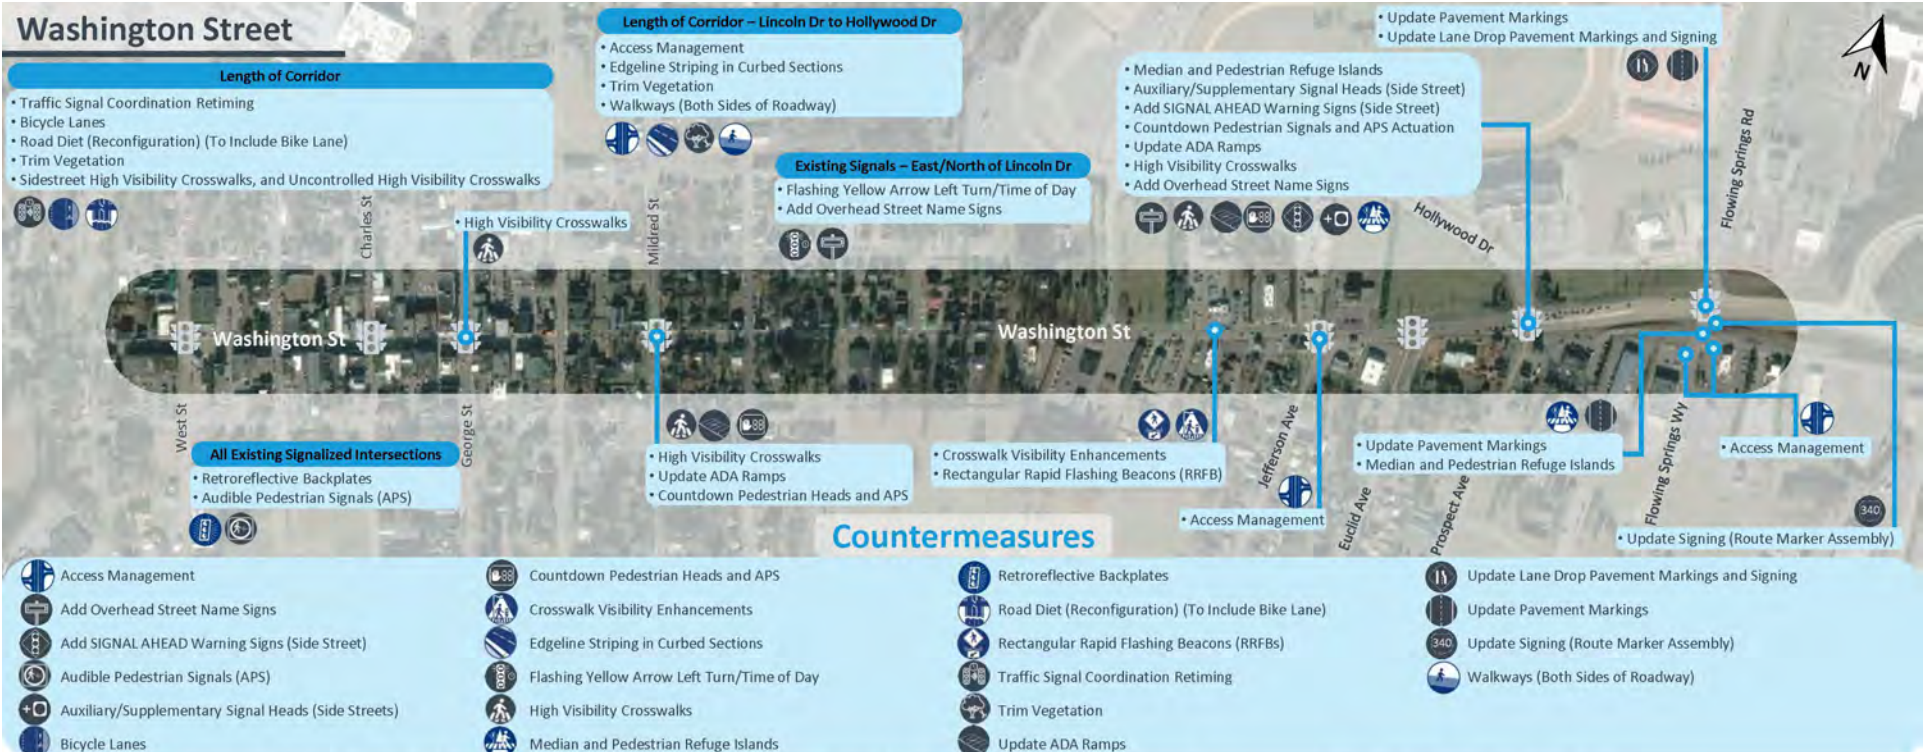 Washington Street
Length of Corridor
• Traffic Signal Coordination Retiming
• Bicycle Lanes
• Road Diet (Reconfiguration) (To Include Bike Lane)
• Trim Vegetation
• Sidestreet High Visibility Crosswalks, and Uncontrolled High Visibility Crosswalks
Length of Corridor – Lincoln Dr to Hollywood Dr
• Access Management
• Edgeline Striping in Curbed Sections
• Trim Vegetation
• Walkways (Both Sides of Roadway)
Existing Signals – East/North of Lincoln Dr
• Flashing Yellow Arrow Left Turn/Time of Day
• Add Overhead Street Name Signs
• Median and Pedestrian Refuge Islands
• Auxiliary/Supplementary Signal Heads (Side Street)
• Add SIGNAL AHEAD Warning Signs (Side Street)
• Countdown Pedestrian Signals and APS Actuation
• Update ADA Ramps
• High Visibility Crosswalks
• Add Overhead Street Name Signs
• Update Pavement Markings
• Update Lane Drop Pavement Markings and Signing
N
• High Visibility Crosswalks
Charles St
Mildred St
Hollywood Dr
Flowing Springs Rd
Washington St
Washington St
West St
George St
Jefferson Ave
Euclid Ave
Prospect Ave
Flowing Springs Wy
All Existing Signalized Intersections
• Retroreflective Backplates
• Audible Pedestrian Signals (APS)
88
88
• High Visibility Crosswalks
• Update ADA Ramps
• Countdown Pedestrian Heads and APS
• Crosswalk Visibility Enhancements
• Rectangular Rapid Flashing Beacons (RRFB)
• Access Management
• Update Pavement Markings
• Median and Pedestrian Refuge Islands
• Access Management
340
• Update Signing (Route Marker Assembly)
Countermeasures
Access Management
Add Overhead Street Name Signs
Add SIGNAL AHEAD Warning Signs (Side Street)
Audible Pedestrian Signals (APS)
Auxiliary/Supplementary Signal Heads (Side Streets)
Bicycle Lanes
88
Countdown Pedestrian Heads and APS
Crosswalk Visibility Enhancements
Edgeline Striping in Curbed Sections
Flashing Yellow Arrow Left Turn/Time of Day
High Visibility Crosswalks
Median and Pedestrian Refuge Islands
Retroreflective Backplates
Road Diet (Reconfiguration) (To Include Bike Lane)
Rectangular Rapid Flashing Beacons (RRFBs)
Traffic Signal Coordination Retiming
Trim Vegetation
Update ADA Ramps
Update Lane Drop Pavement Markings and Signing
Update Pavement Markings
340
Update Signing (Route Marker Assembly)
Walkways (Both Sides of Roadway)